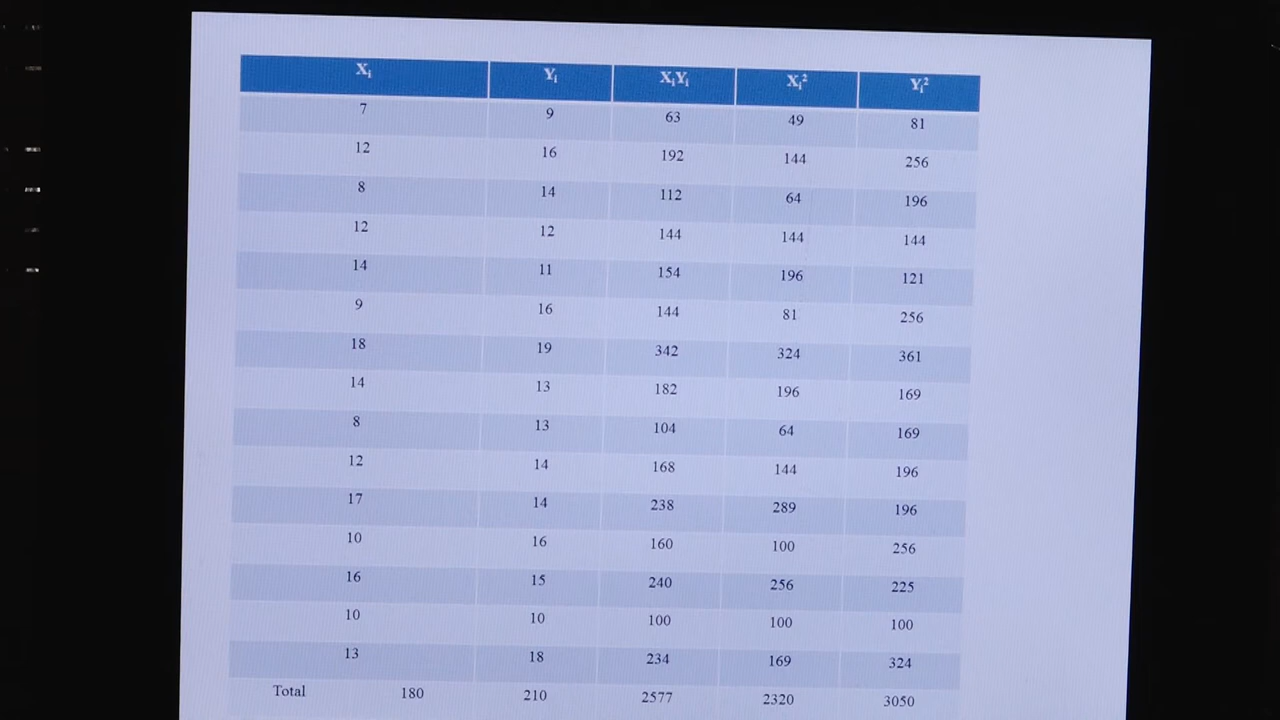 Xᵢ Yᵢ XᵢYᵢ Xᵢ² Yᵢ²
7 9 63 49 81
12 16 192 144 256
8 14 112 64 196
12 12 144 144 144
14 11 154 196 121
9 16 144 81 256
18 19 342 324 361
14 13 182 196 169
8 13 104 64 169
12 14 168 144 196
17 14 238 289 196
10 16 160 100 256
16 15 240 256 225
10 10 100 100 100
13 18 234 169 324
Total 180 210 2577 2320 3050